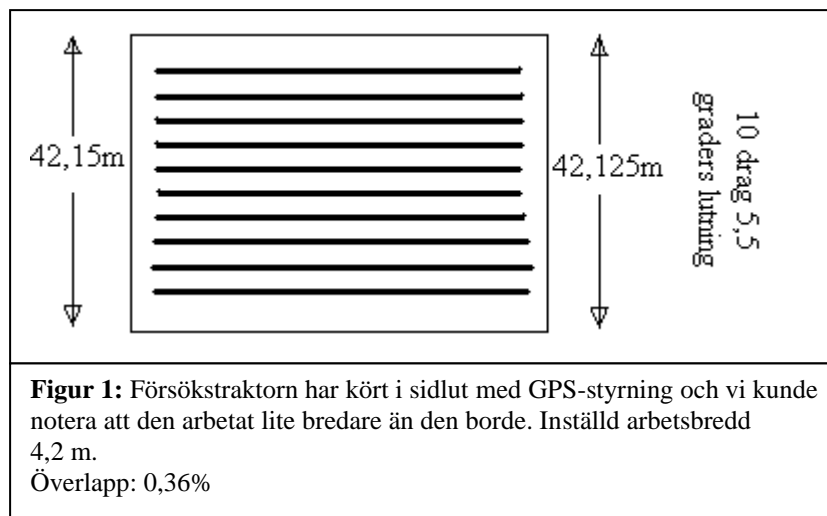 42,15m
42,125m
10 drag 5,5
graders lutning
Figur 1: Försökstraktorn har kört i sidlut med GPS-styrning och vi kunde
notera att den arbetat lite bredare än den borde. Inställd arbetsbredd
4,2 m.
Överlapp: 0,36%